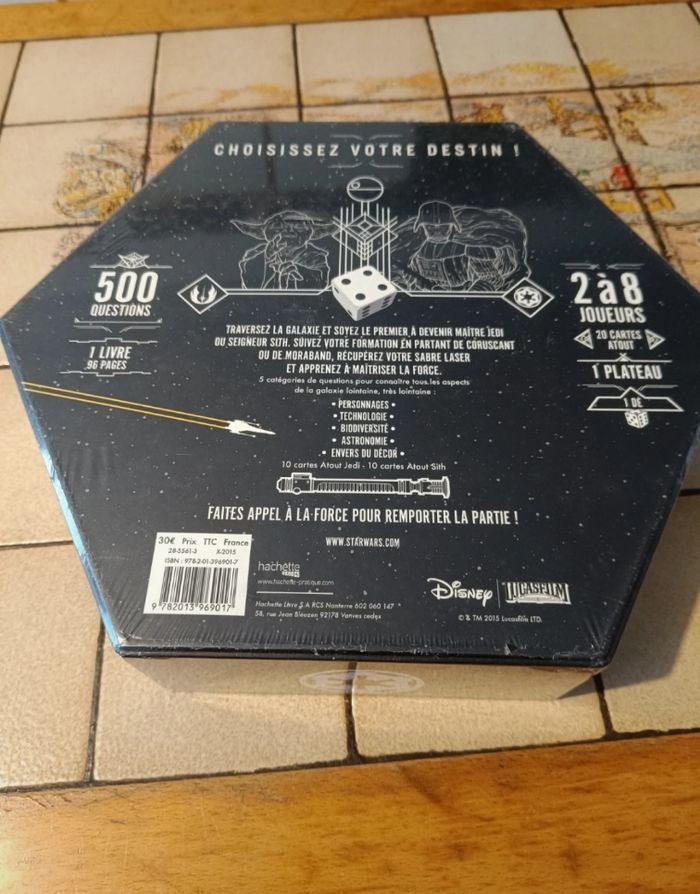 CHOISISSEZ VOTRE DESTIN !
500
QUESTIONS
1 LIVRE
96 PAGES
2 à 8
JOUEURS
20 CARTES
ATOUT
1 PLATEAU
1 DÉ
TRAVERSEZ LA GALAXIE ET SOYEZ LE PREMIER À DEVENIR MAÎTRE JEDI
OU SEIGNEUR SITH. SUIVEZ VOTRE FORMATION EN PARTANT DE CORUSCANT
OU DE MORABAND, RÉCUPÉREZ VOTRE SABRE LASER
ET APPRENEZ À MAÎTRISER LA FORCE.
5 catégories de questions pour connaître tous les aspects
de la galaxie lointaine, très lointaine :
• PERSONNAGES •
• TECHNOLOGIE •
• BIODIVERSITÉ •
• ASTRONOMIE •
• ENVERS DU DÉCOR •
10 cartes Atout Jedi - 10 cartes Atout Sith
FAITES APPEL À LA FORCE POUR REMPORTER LA PARTIE !
WWW.STARWARS.COM
30€ Prix TTC France
28-5561-3 X-2015
ISBN : 978-2-01-396901-7
9 782013 969017
hachette
www.hachette-pratique.com
Hachette Livre S.A RCS Nanterre 602 060 147
58, rue Jean Bleuzen 92178 Vanves cedex
Disney
LUCASFILM
© & TM 2015 Lucasfilm LTD.